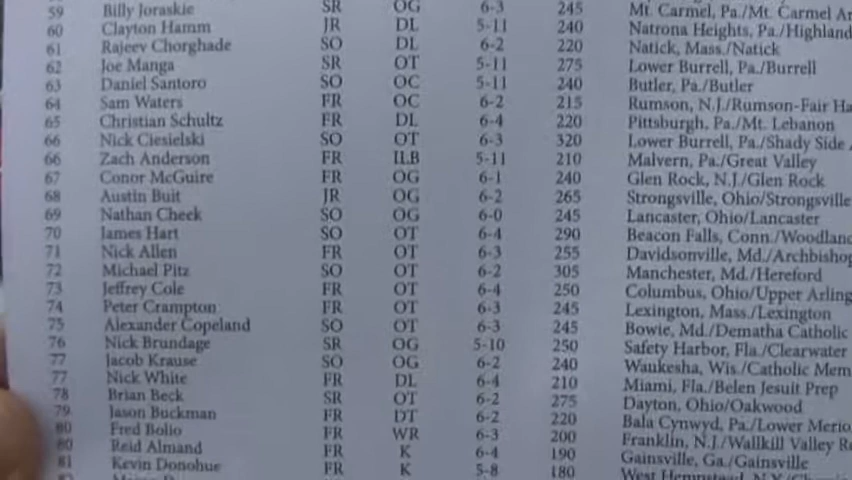 59 Billy Joraskie SR OG 6-3 245 Mt. Carmel, Pa./Mt. Carmel
60 Clayton Hamm JR DL 5-11 240 Natrona Heights, Pa./Highland
61 Rajeev Chorghade SO DL 6-2 220 Natick, Mass./Natick
62 Joe Manga SR OT 5-11 275 Lower Burrell, Pa./Burrell
63 Daniel Santoro SO OC 5-11 240 Butler, Pa./Butler
64 Sam Waters FR OC 6-2 215 Rumson, N.J./Rumson-Fair
65 Christian Schultz FR DL 6-4 220 Pittsburgh, Pa./Mt. Lebanon
66 Nick Ciesielski SO OT 6-3 320 Lower Burrell, Pa./Shady Side
66 Zach Anderson FR ILB 5-11 210 Malvern, Pa./Great Valley
67 Conor McGuire FR OG 6-1 240 Glen Rock, N.J./Glen Rock
68 Austin Buit JR OG 6-2 265 Strongsville, Ohio/Strongsville
69 Nathan Cheek SO OG 6-0 245 Lancaster, Ohio/Lancaster
70 James Hart SO OT 6-4 290 Beacon Falls, Conn./Woodland
71 Nick Allen FR OT 6-3 255 Davidsonville, Md./Archbishop
72 Michael Pitz SO OT 6-2 305 Manchester, Md./Hereford
73 Jeffrey Cole FR OT 6-4 250 Columbus, Ohio/Upper Arling
74 Peter Crampton FR OT 6-3 245 Lexington, Mass./Lexington
75 Alexander Copeland SO OT 6-3 245 Bowie, Md./Dematha Catholic
76 Nick Brundage SR OG 5-10 250 Safety Harbor, Fla./Clearwater
77 Jacob Krause SO OG 6-2 240 Waukesha, Wis./Catholic Mem
77 Nick White FR DL 6-4 210 Miami, Fla./Belen Jesuit Prep
78 Brian Beck SR OT 6-2 275 Dayton, Ohio/Oakwood
79 Jason Buckman FR DT 6-2 220 Bala Cynwyd, Pa./Lower Merio
80 Fred Bolio FR WR 6-3 200 Franklin, N.J./Wallkill Valley
80 Reid Almand FR K 6-4 190 Gainsville, Ga./Gainsville
81 Kevin Donohue FR K 5-8 180 West Hempstead, N.Y.